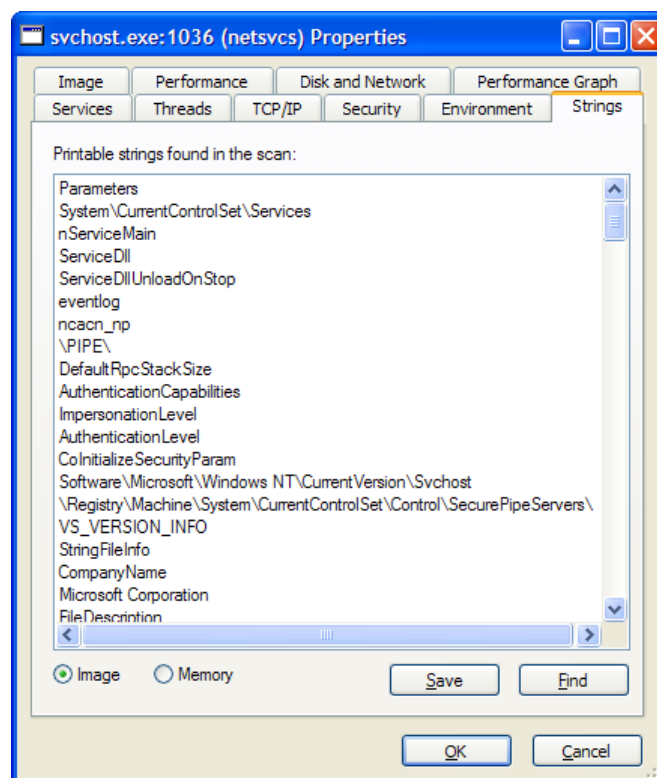 svchost.exe:1036 (netsvcs) Properties
Image Performance Disk and Network Performance Graph
Services Threads TCP/IP Security Environment Strings
Printable strings found in the scan:
Parameters
System\CurrentControlSet\Services
nServiceMain
ServiceDll
ServiceDllUnloadOnStop
eventlog
ncacn_np
\PIPE\
DefaultRpcStackSize
AuthenticationCapabilities
ImpersonationLevel
AuthenticationLevel
CoInitializeSecurityParam
Software\Microsoft\Windows NT\CurrentVersion\Svchost
\Registry\Machine\System\CurrentControlSet\Control\SecurePipeServers\
VS_VERSION_INFO
StringFileInfo
CompanyName
Microsoft Corporation
FileDescription
Image Memory Save Find
OK Cancel